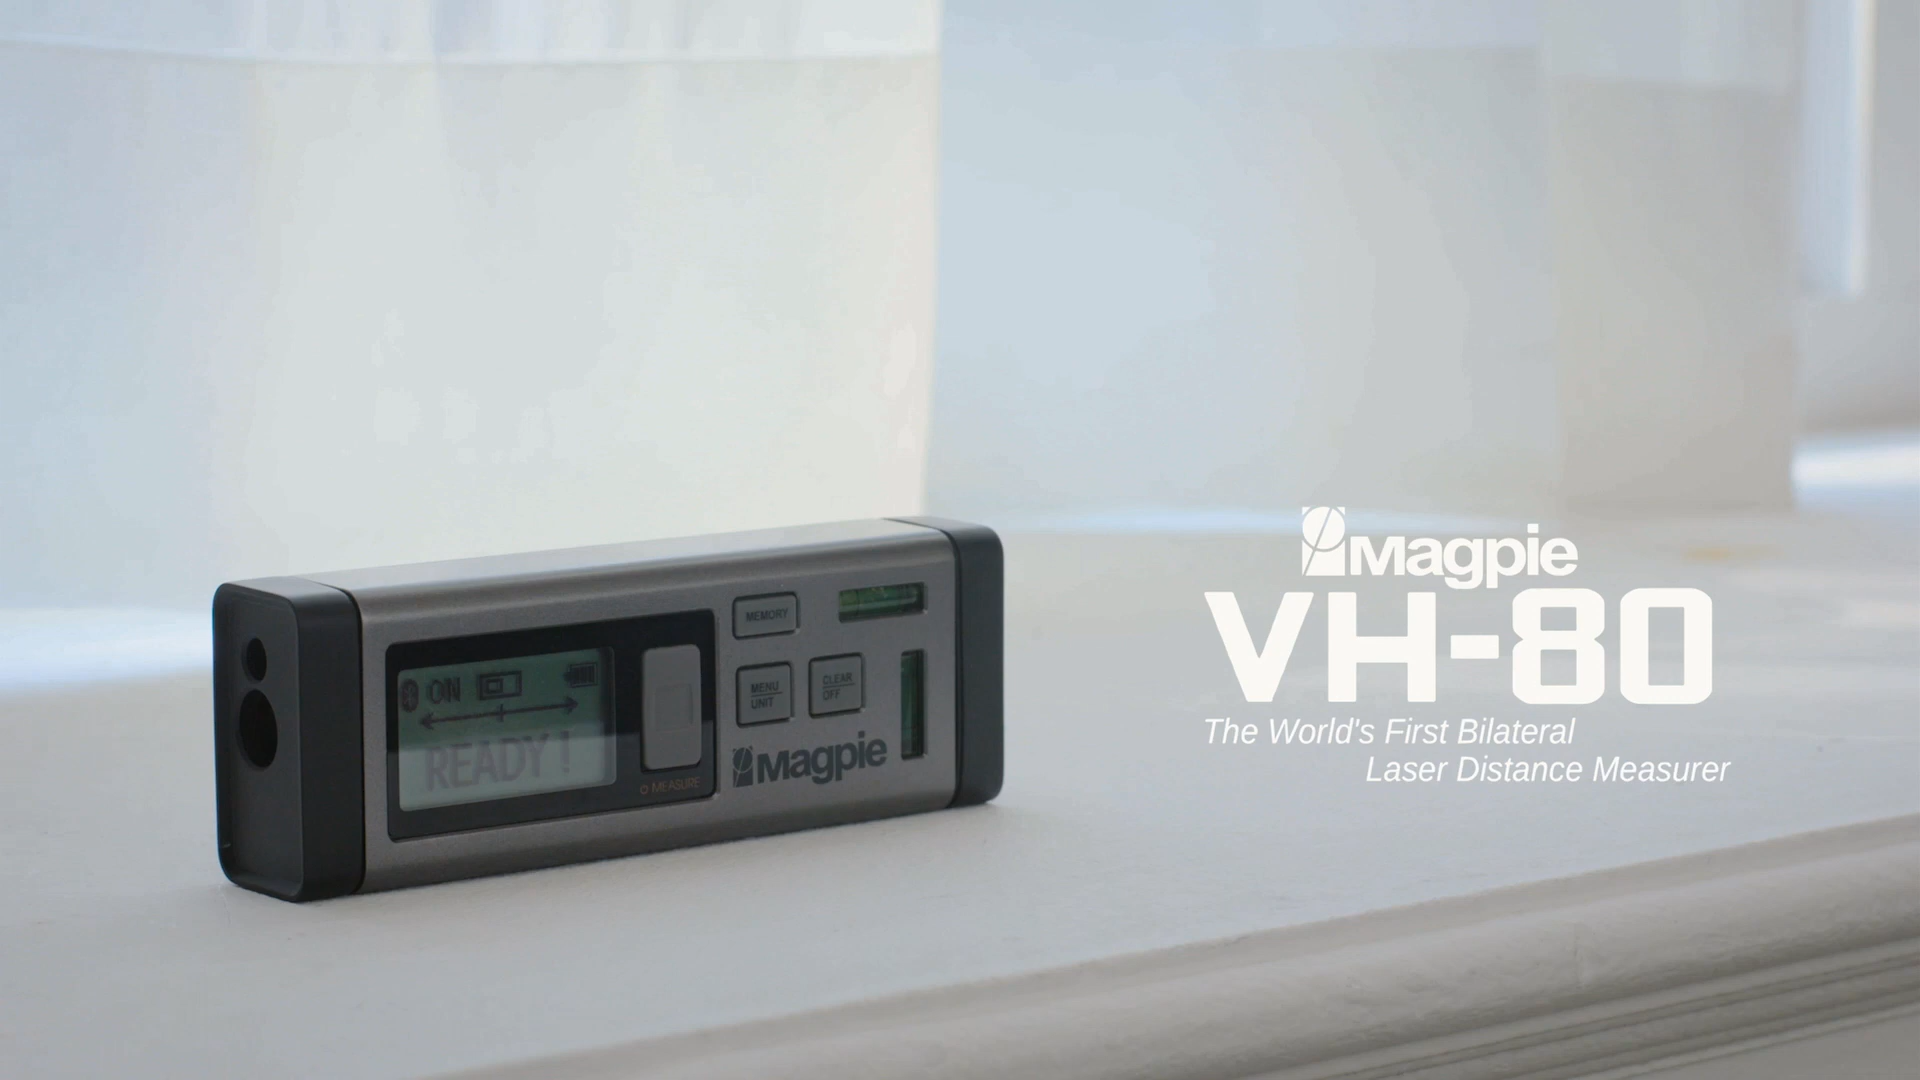 MEMORY
ON
READY !
MENU
UNIT
CLEAR
OFF
MEASURE
Magpie
Magpie
VH-80
The World's First Bilateral
Laser Distance Measurer